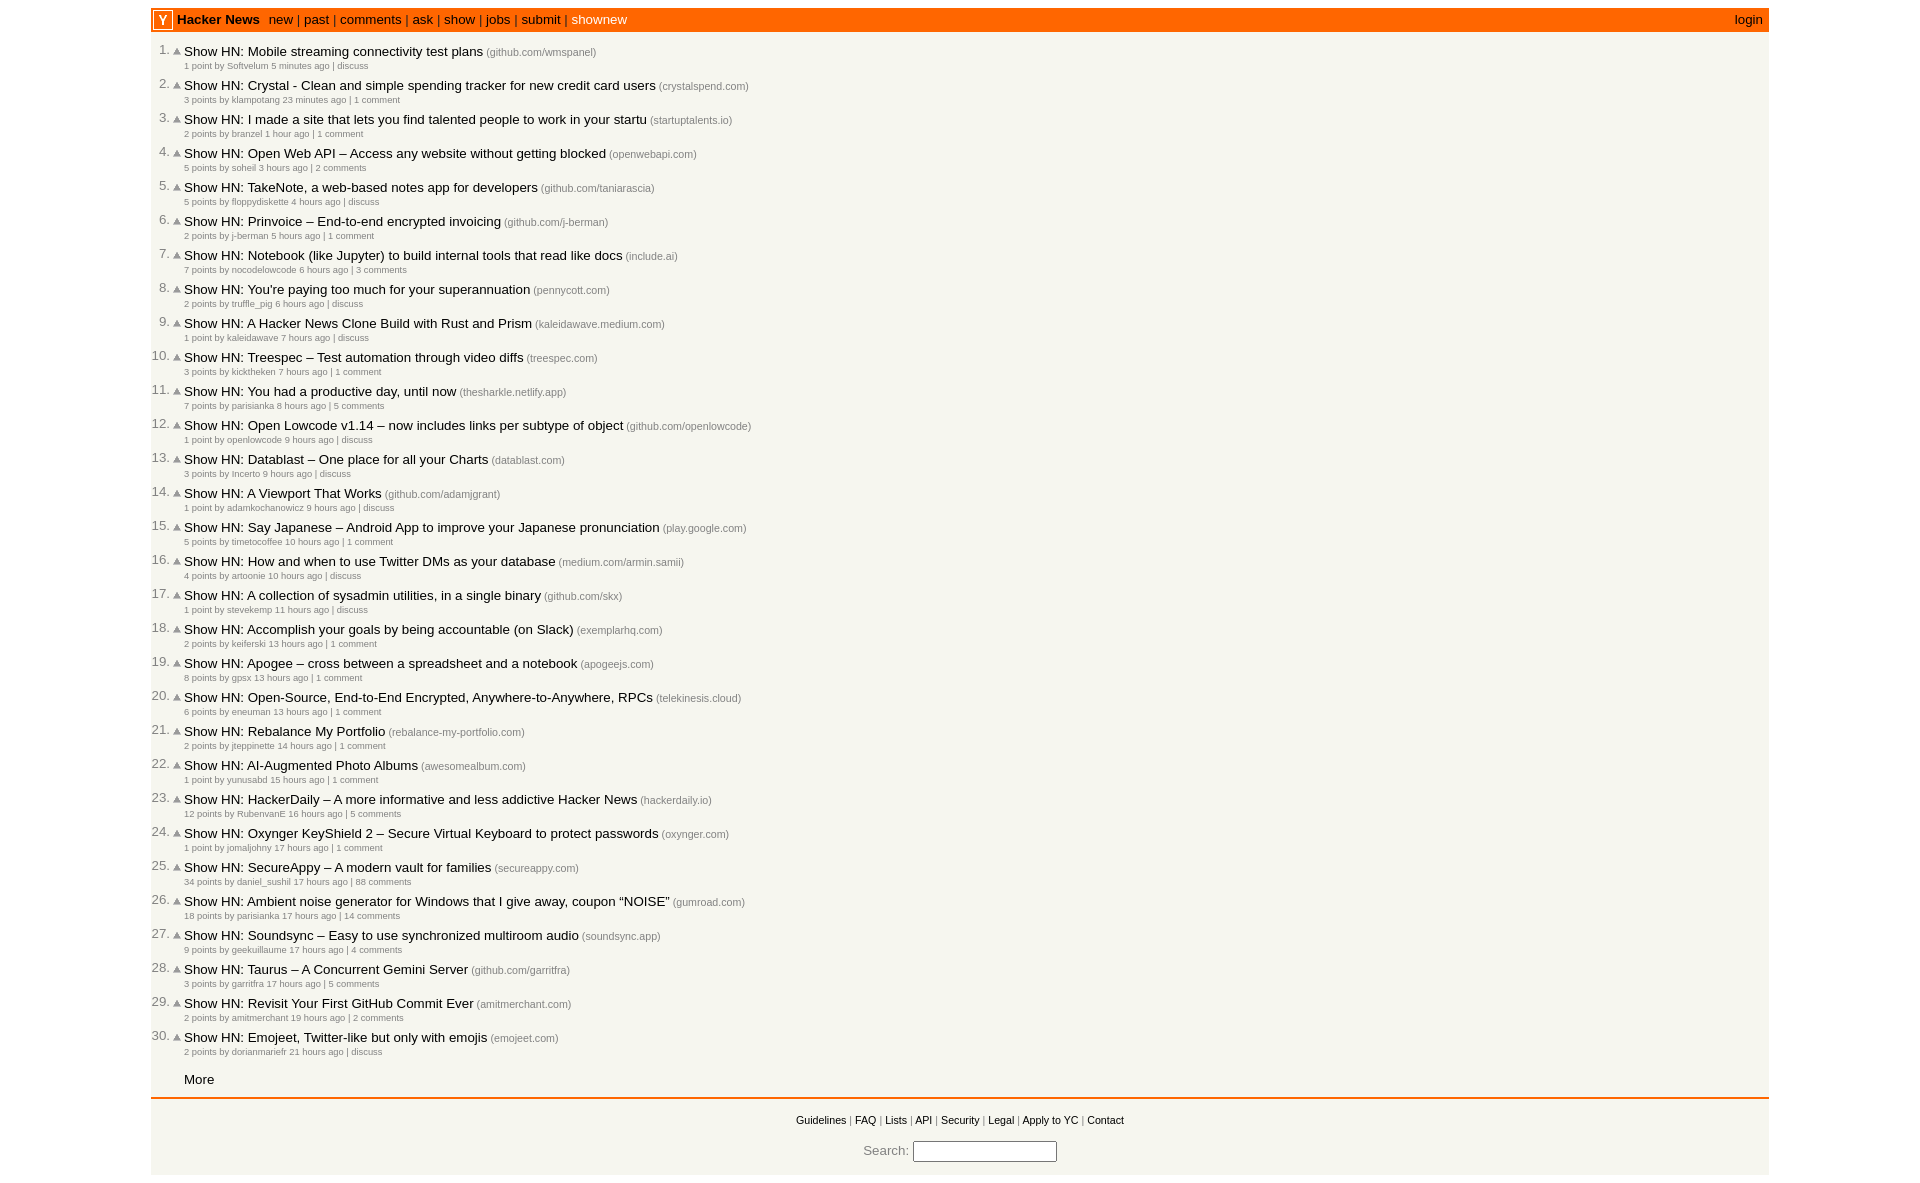 Y Hacker News new | past | comments | ask | show | jobs | submit | shownew login
1. Show HN: Mobile streaming connectivity test plans (github.com/wmspanel)
1 point by Softvelum 5 minutes ago | discuss
2. Show HN: Crystal - Clean and simple spending tracker for new credit card users (crystalspend.com)
3 points by klampotang 23 minutes ago | 1 comment
3. Show HN: I made a site that lets you find talented people to work in your startu (startuptalents.io)
2 points by branzel 1 hour ago | 1 comment
4. Show HN: Open Web API – Access any website without getting blocked (openwebapi.com)
5 points by soheil 3 hours ago | 2 comments
5. Show HN: TakeNote, a web-based notes app for developers (github.com/taniarascia)
5 points by floppydiskette 4 hours ago | discuss
6. Show HN: Prinvoice – End-to-end encrypted invoicing (github.com/j-berman)
2 points by j-berman 5 hours ago | 1 comment
7. Show HN: Notebook (like Jupyter) to build internal tools that read like docs (include.ai)
7 points by nocodelowcode 6 hours ago | 3 comments
8. Show HN: You're paying too much for your superannuation (pennycott.com)
2 points by truffle_pig 6 hours ago | discuss
9. Show HN: A Hacker News Clone Build with Rust and Prism (kaleidawave.medium.com)
1 point by kaleidawave 7 hours ago | discuss
10. Show HN: Treespec – Test automation through video diffs (treespec.com)
3 points by kicktheken 7 hours ago | 1 comment
11. Show HN: You had a productive day, until now (thesharkle.netlify.app)
7 points by parisianka 8 hours ago | 5 comments
12. Show HN: Open Lowcode v1.14 – now includes links per subtype of object (github.com/openlowcode)
1 point by openlowcode 9 hours ago | discuss
13. Show HN: Datablast – One place for all your Charts (datablast.com)
3 points by Incerto 9 hours ago | discuss
14. Show HN: A Viewport That Works (github.com/adamjgrant)
1 point by adamkochanowicz 9 hours ago | discuss
15. Show HN: Say Japanese – Android App to improve your Japanese pronunciation (play.google.com)
5 points by timetocoffee 10 hours ago | 1 comment
16. Show HN: How and when to use Twitter DMs as your database (medium.com/armin.samii)
4 points by artoonie 10 hours ago | discuss
17. Show HN: A collection of sysadmin utilities, in a single binary (github.com/skx)
1 point by stevekemp 11 hours ago | discuss
18. Show HN: Accomplish your goals by being accountable (on Slack) (exemplarhq.com)
2 points by keiferski 13 hours ago | 1 comment
19. Show HN: Apogee – cross between a spreadsheet and a notebook (apogeejs.com)
8 points by gpsx 13 hours ago | 1 comment
20. Show HN: Open-Source, End-to-End Encrypted, Anywhere-to-Anywhere, RPCs (telekinesis.cloud)
6 points by eneuman 13 hours ago | 1 comment
21. Show HN: Rebalance My Portfolio (rebalance-my-portfolio.com)
2 points by jteppinette 14 hours ago | 1 comment
22. Show HN: AI-Augmented Photo Albums (awesomealbum.com)
1 point by yunusabd 15 hours ago | 1 comment
23. Show HN: HackerDaily – A more informative and less addictive Hacker News (hackerdaily.io)
12 points by RubenvanE 16 hours ago | 5 comments
24. Show HN: Oxynger KeyShield 2 – Secure Virtual Keyboard to protect passwords (oxynger.com)
1 point by jomaljohny 17 hours ago | 1 comment
25. Show HN: SecureAppy – A modern vault for families (secureappy.com)
34 points by daniel_sushil 17 hours ago | 88 comments
26. Show HN: Ambient noise generator for Windows that I give away, coupon “NOISE” (gumroad.com)
18 points by parisianka 17 hours ago | 14 comments
27. Show HN: Soundsync – Easy to use synchronized multiroom audio (soundsync.app)
9 points by geekuillaume 17 hours ago | 4 comments
28. Show HN: Taurus – A Concurrent Gemini Server (github.com/garritfra)
3 points by garritfra 17 hours ago | 5 comments
29. Show HN: Revisit Your First GitHub Commit Ever (amitmerchant.com)
2 points by amitmerchant 19 hours ago | 2 comments
30. Show HN: Emojeet, Twitter-like but only with emojis (emojeet.com)
2 points by dorianmariefr 21 hours ago | discuss
More
Guidelines | FAQ | Lists | API | Security | Legal | Apply to YC | Contact
Search: